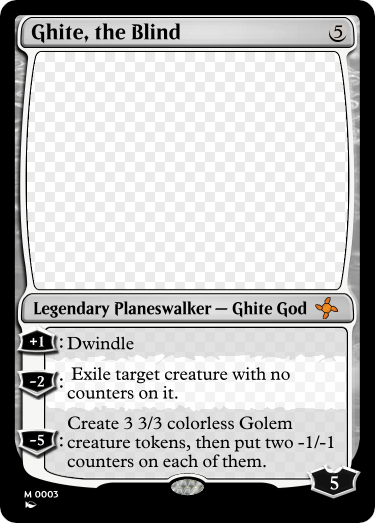 Ghite, the Blind 5
Legendary Planeswalker — Ghite God
+1 : Dwindle
-2 : Exile target creature with no
counters on it.
-5 : Create 3 3/3 colorless Golem
creature tokens, then put two -1/-1
counters on each of them.
5
M 0003